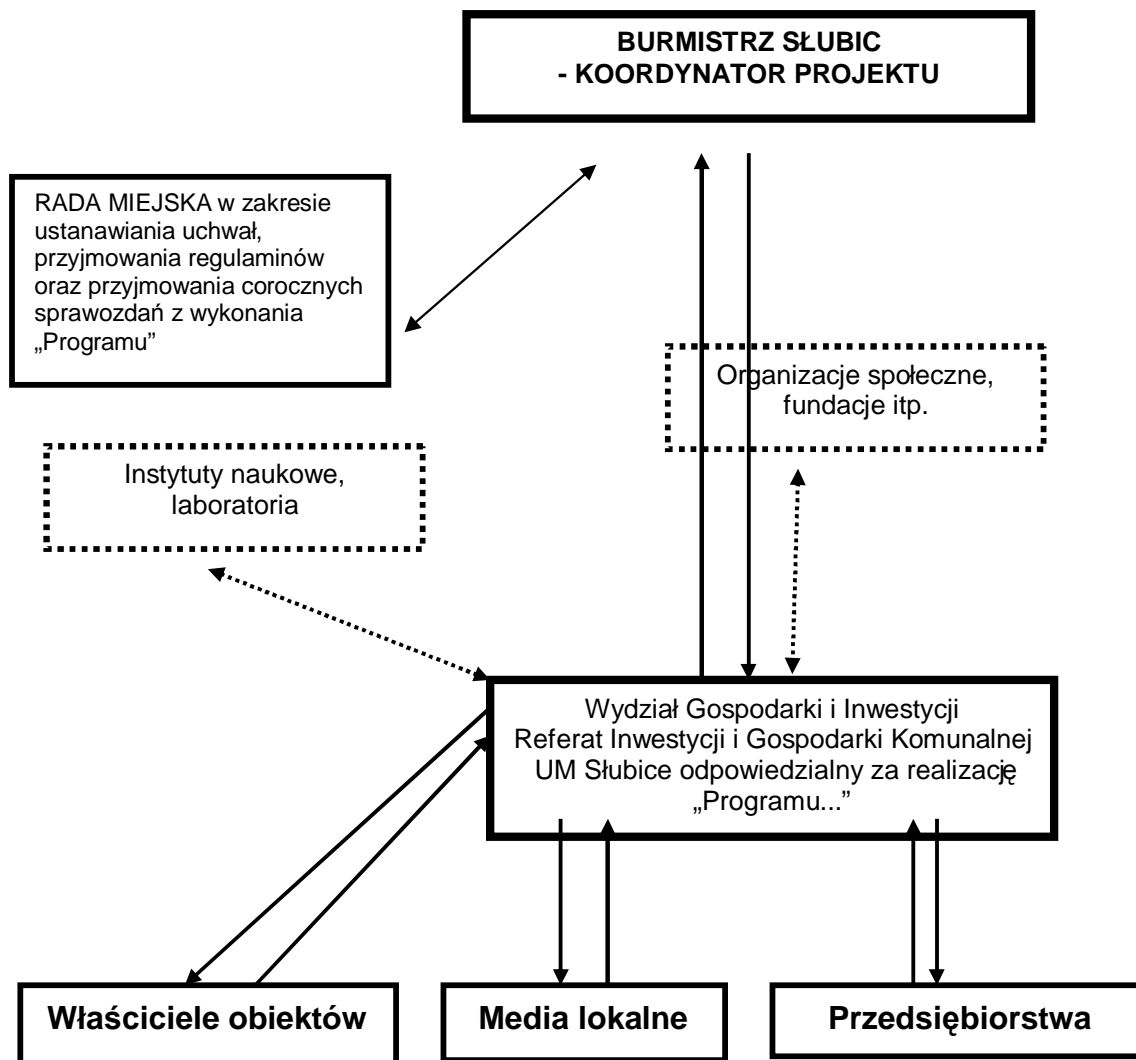 BURMISTRZ SŁUBIC
- KOORDYNATOR PROJEKTU
RADA MIEJSKA w zakresie
ustanawiania uchwał,
przyjmowania regulaminów
oraz przyjmowania corocznych
sprawozdań z wykonania
„Programu”
Organizacje społeczne,
fundacje itp.
Instytuty naukowe,
laboratoria
Wydział Gospodarki i Inwestycji
Referat Inwestycji i Gospodarki Komunalnej
UM Słubice odpowiedzialny za realizację
„Programu...”
Właściciele obiektów
Media lokalne
Przedsiębiorstwa